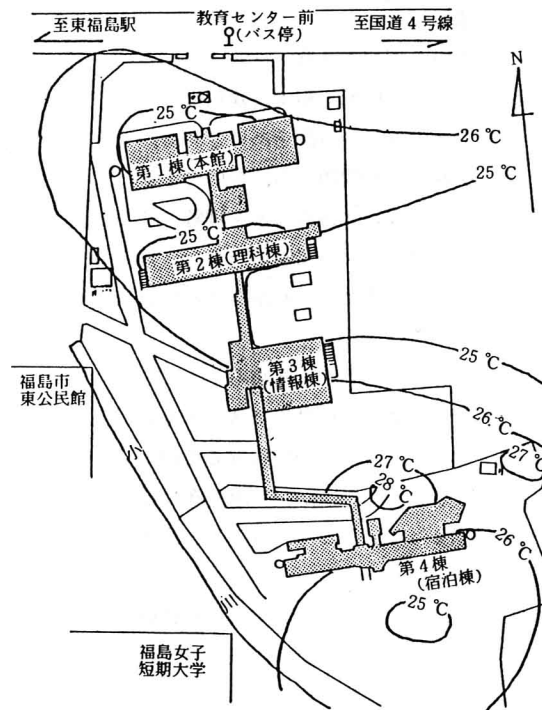 至東福島駅
教育センター前
(バス停)
至国道4号線
N
25℃
26℃
第1棟(本館)
25℃
25℃
第2棟(理科棟)
第3棟
(情報棟)
25℃
福島市
東公民館
26℃
27℃
27℃
28℃
小
川
26℃
第4棟
(宿泊棟)
25℃
福島女子
短期大学